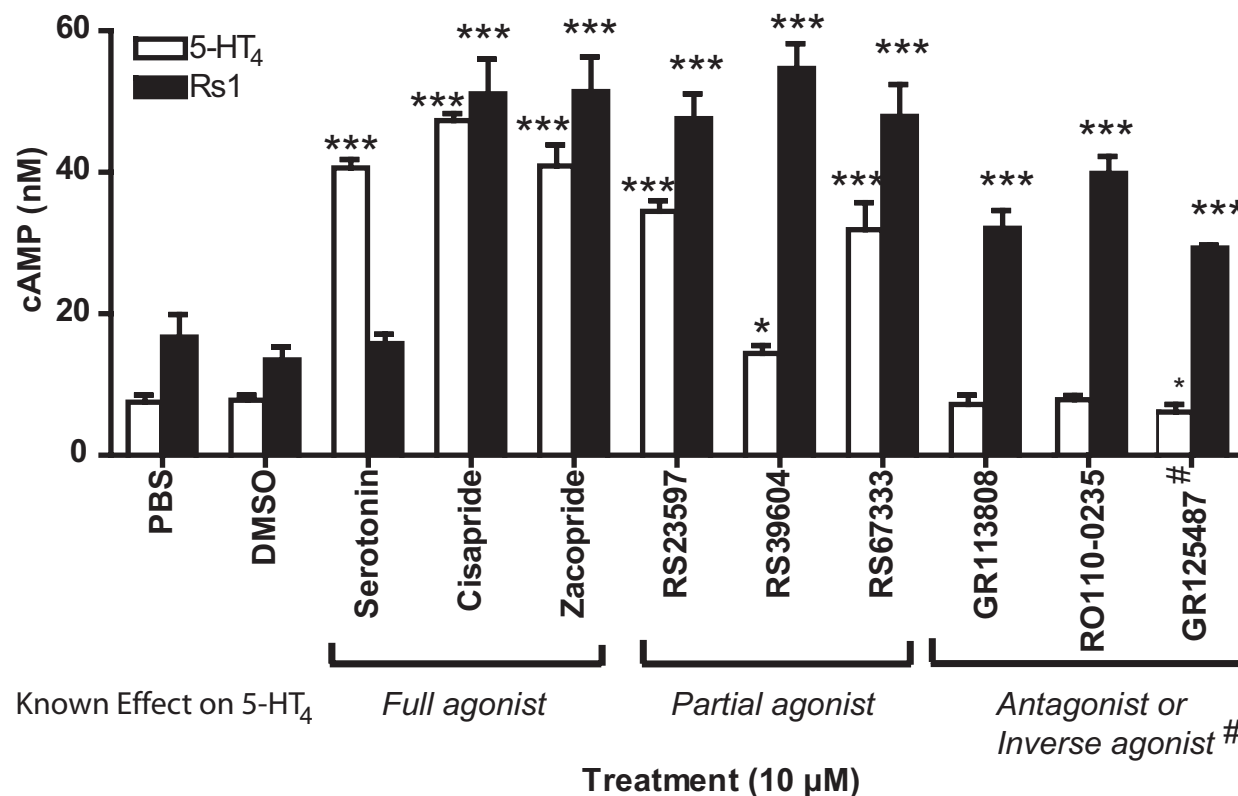 60
40
20
0
cAMP (nM)
5-HT4
Rs1
***
***
***
***
***
***
***
*
***
***
***
***
***
*
***
PBS
DMSO
Serotonin
Cisapride
Zacopride
RS23597
RS39604
RS67333
GR113808
RO110-0235
GR125487#
Known Effect on 5-HT4
Full agonist
Partial agonist
Antagonist or
Inverse agonist #
Treatment (10 µM)